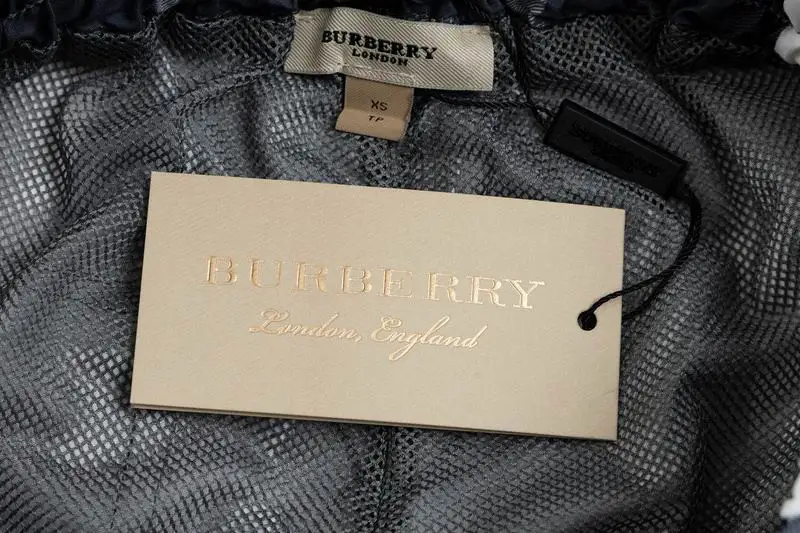 BURBERRY
LONDON
XS
TP
BURBERRY
London, England